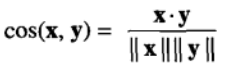 cos(x, y) = x · y / || x || || y ||